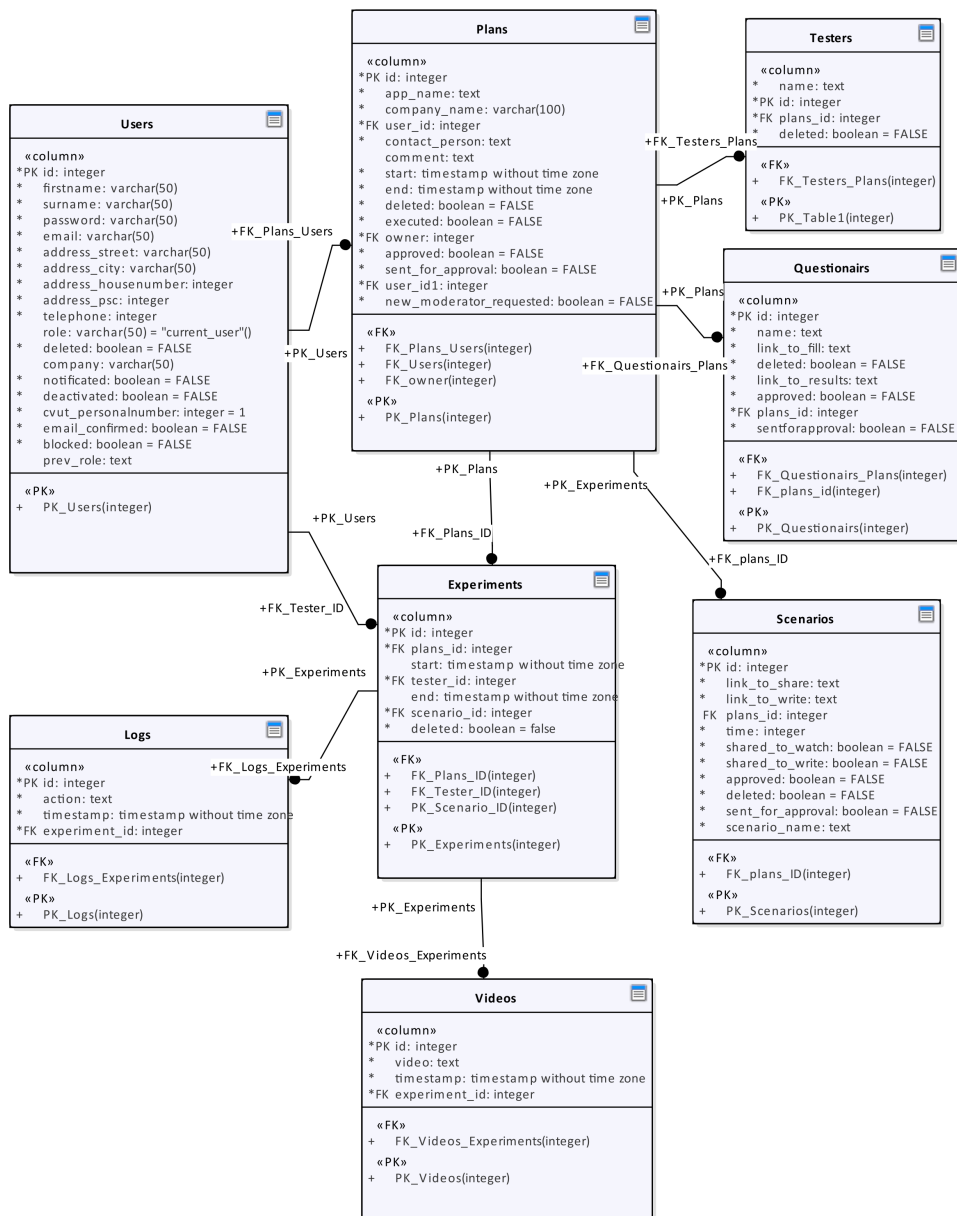 Plans
«column»
*PK id: integer
* app_name: text
* company_name: varchar(100)
*FK user_id: integer
* contact_person: text
comment: text
* start: timestamp without time zone
* end: timestamp without time zone
* deleted: boolean = FALSE
* executed: boolean = FALSE
*FK owner: integer
* approved: boolean = FALSE
* sent_for_approval: boolean = FALSE
*FK user_id1: integer
* new_moderator_requested: boolean = FALSE
«FK»
+ FK_Plans_Users(integer)
+ FK_Users(integer)
+ FK_owner(integer)
«PK»
+ PK_Plans(integer)
Testers
«column»
* name: text
*PK id: integer
*FK plans_id: integer
* deleted: boolean = FALSE
«FK»
+ FK_Testers_Plans(integer)
«PK»
+ PK_Table1(integer)
+FK_Testers_Plans
+PK_Plans
Users
«column»
*PK id: integer
* firstname: varchar(50)
* surname: varchar(50)
* password: varchar(50)
* email: varchar(50)
* address_street: varchar(50)
* address_city: varchar(50)
* address_housenumber: integer
* address_psc: integer
* telephone: integer
role: varchar(50) = "current_user"()
* deleted: boolean = FALSE
company: varchar(50)
* notificated: boolean = FALSE
* deactivated: boolean = FALSE
* cvut_personalnumber: integer = 1
* email_confirmed: boolean = FALSE
* blocked: boolean = FALSE
prev_role: text
«PK»
+ PK_Users(integer)
+FK_Plans_Users
+PK_Users
Questionairs
«column»
*PK id: integer
* name: text
* link_to_fill: text
* deleted: boolean = FALSE
* link_to_results: text
* approved: boolean = FALSE
*FK plans_id: integer
* sentforapproval: boolean = FALSE
«FK»
+ FK_Questionairs_Plans(integer)
+ FK_plans_id(integer)
«PK»
+ PK_Questionairs(integer)
+PK_Plans
+FK_Questionairs_Plans
+PK_Plans
+FK_Plans_ID
+PK_Experiments
+FK_plans_ID
+PK_Users
+FK_Tester_ID
Experiments
«column»
*PK id: integer
*FK plans_id: integer
start: timestamp without time zone
*FK tester_id: integer
end: timestamp without time zone
*FK scenario_id: integer
* deleted: boolean = false
«FK»
+ FK_Plans_ID(integer)
+ FK_Tester_ID(integer)
+ PK_Scenario_ID(integer)
«PK»
+ PK_Experiments(integer)
Scenarios
«column»
*PK id: integer
* link_to_share: text
* link_to_write: text
FK plans_id: integer
* time: integer
* shared_to_watch: boolean = FALSE
* shared_to_write: boolean = FALSE
* approved: boolean = FALSE
* deleted: boolean = FALSE
* sent_for_approval: boolean = FALSE
* scenario_name: text
«FK»
+ FK_plans_ID(integer)
«PK»
+ PK_Scenarios(integer)
+PK_Experiments
+FK_Logs_Experiments
Logs
«column»
*PK id: integer
* action: text
* timestamp: timestamp without time zone
*FK experiment_id: integer
«FK»
+ FK_Logs_Experiments(integer)
«PK»
+ PK_Logs(integer)
+PK_Experiments
+FK_Videos_Experiments
Videos
«column»
*PK id: integer
* video: text
* timestamp: timestamp without time zone
*FK experiment_id: integer
«FK»
+ FK_Videos_Experiments(integer)
«PK»
+ PK_Videos(integer)